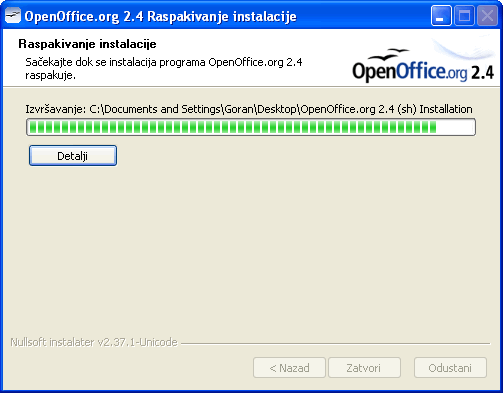 OpenOffice.org 2.4 Raspakivanje instalacije
Raspakivanje instalacije
Sačekajte dok se instalacija programa OpenOffice.org 2.4
raspakuje.
OpenOffice.org 2.4
Izvršavanje: C:\Documents and Settings\Goran\Desktop\OpenOffice.org 2.4 (sh) Installation
Detalji
Nullsoft instalater v2.37.1-Unicode
< Nazad
Zatvori
Odustani